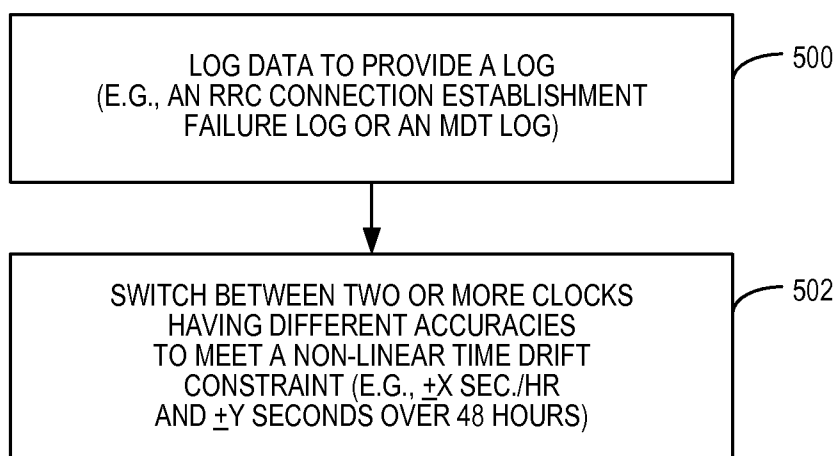 LOG DATA TO PROVIDE A LOG
(E.G., AN RRC CONNECTION ESTABLISHMENT
FAILURE LOG OR AN MDT LOG)
500
SWITCH BETWEEN TWO OR MORE CLOCKS
HAVING DIFFERENT ACCURACIES
TO MEET A NON-LINEAR TIME DRIFT
CONSTRAINT (E.G., ±X SEC./HR
AND ±Y SECONDS OVER 48 HOURS)
502